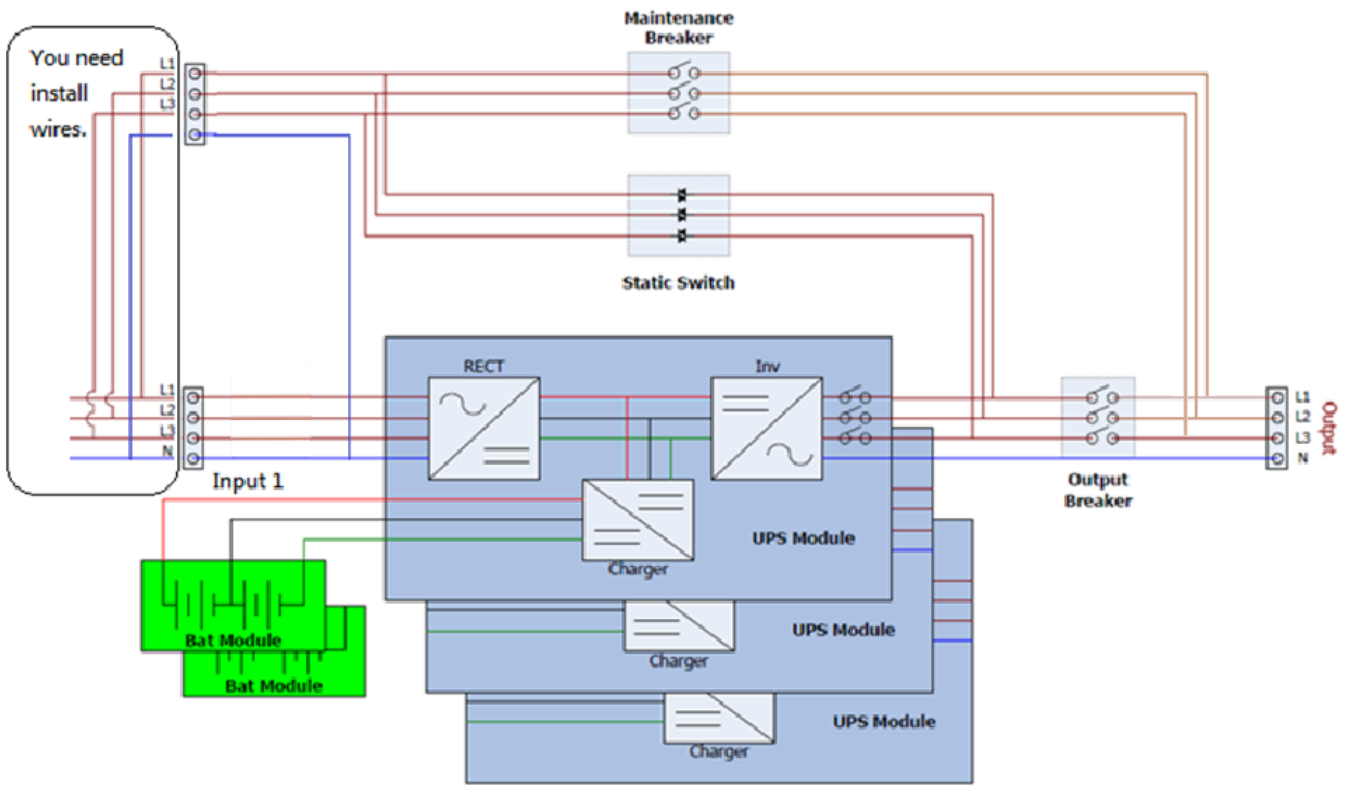 Maintenance
Breaker
You need
install
wires.
L1
L2
L3
Static Switch
RECT
Inv
L1
L2
L3
N
Input 1
Charger
UPS Module
Output
Breaker
L1
L2
L3
N
Output
Bat Module
Bat Module
Charger
UPS Module
Charger
UPS Module